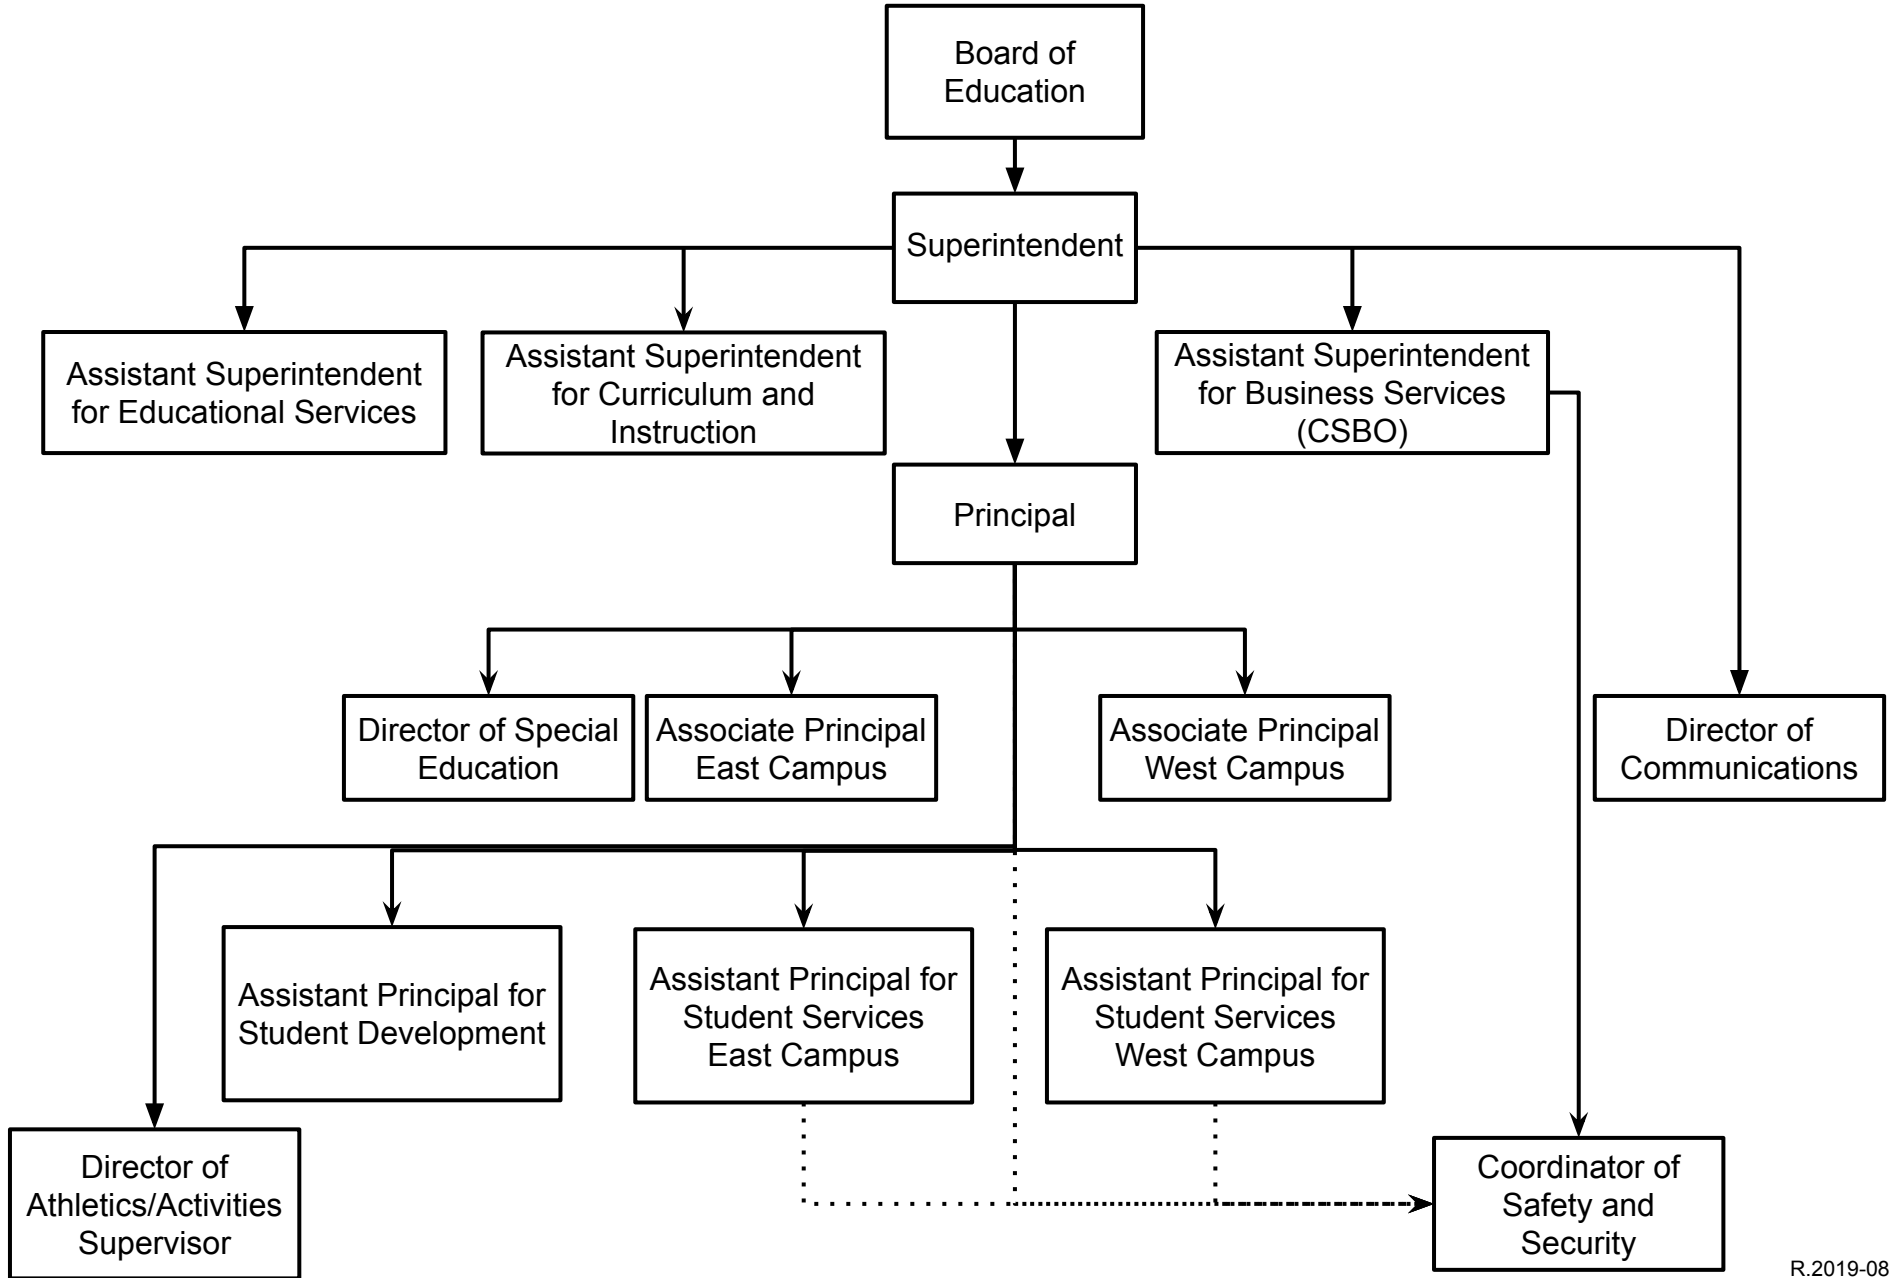 Board of
Education
Superintendent
Assistant Superintendent
for Educational Services
Assistant Superintendent
for Curriculum and
Instruction
Assistant Superintendent
for Business Services
(CSBO)
Principal
Director of Special
Education
Associate Principal
East Campus
Associate Principal
West Campus
Director of
Communications
Assistant Principal for
Student Development
Assistant Principal for
Student Services
East Campus
Assistant Principal for
Student Services
West Campus
Director of
Athletics/Activities
Supervisor
Coordinator of
Safety and
Security
R.2019-08